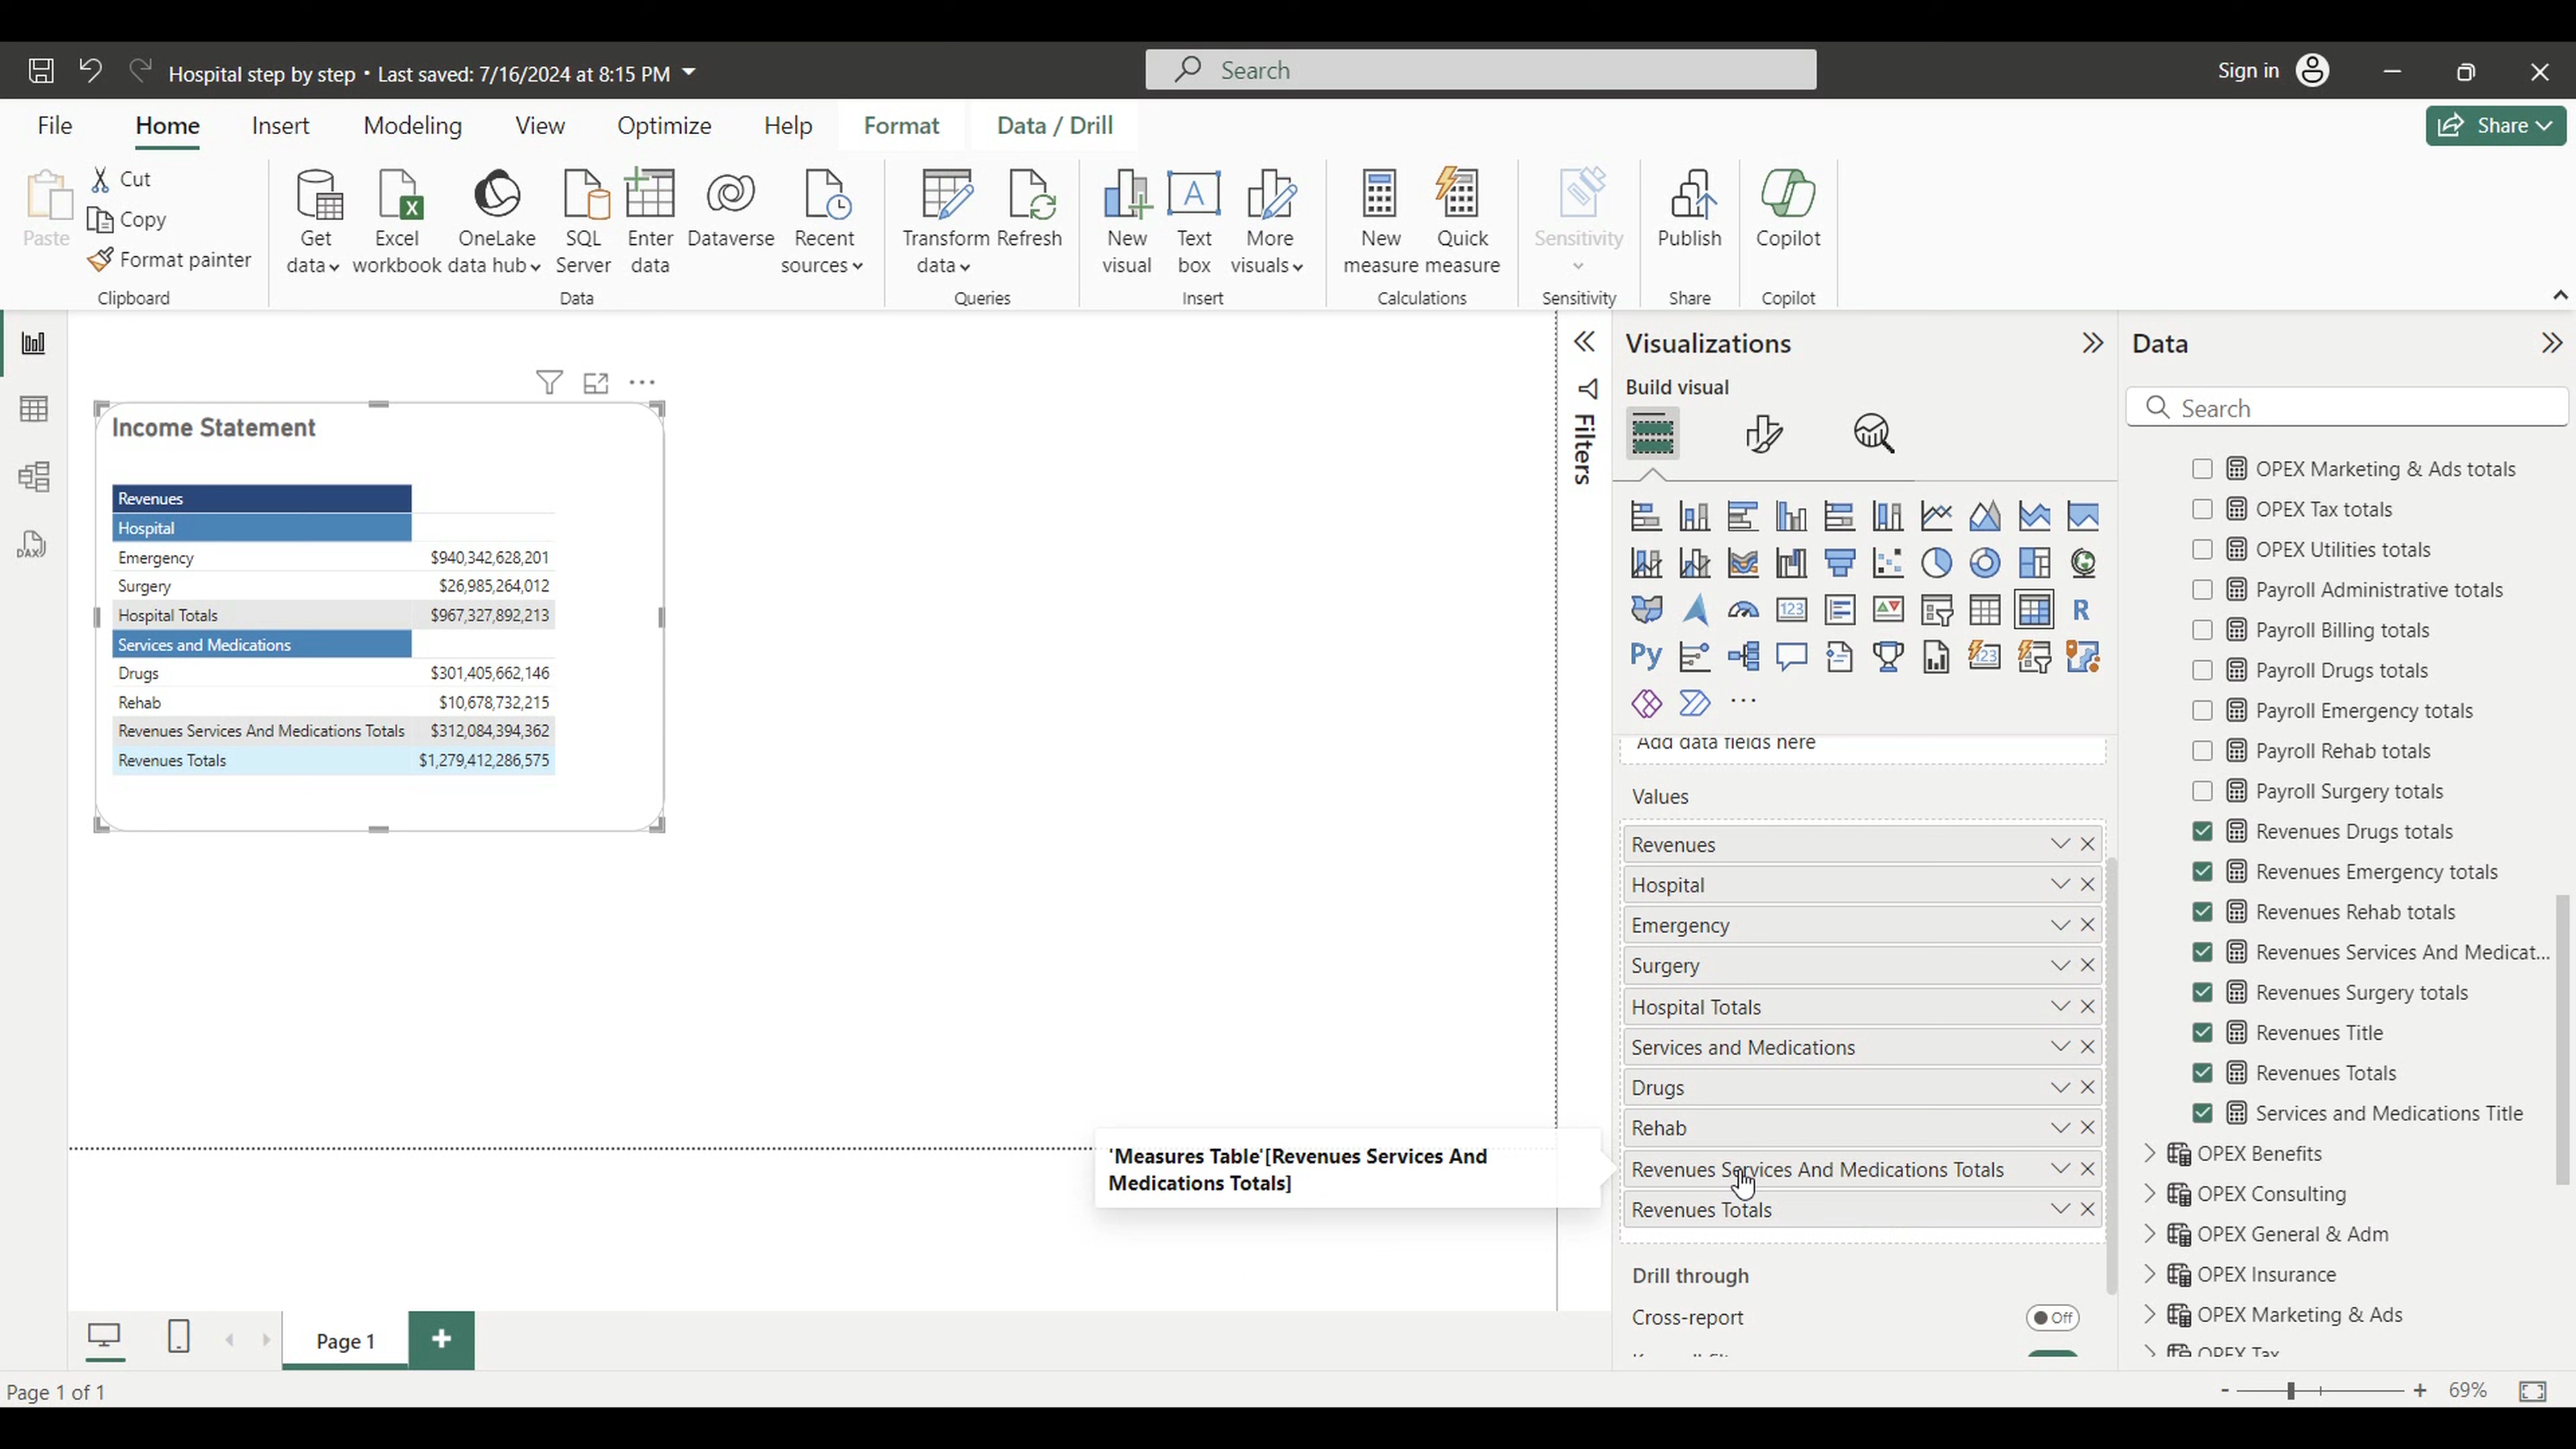 Hospital step by step • Last saved: 7/16/2024 at 8:15 PM
Search
Sign in
File Home Insert Modeling View Optimize Help Format Data / Drill
Share
Paste
Cut
Copy
Format painter
Clipboard
Get data
Excel workbook
OneLake data hub
SQL Server
Enter data
Dataverse
Recent sources
Data
Transform data
Refresh
Queries
New visual
Text box
More visuals
Insert
New measure
Quick measure
Calculations
Sensitivity
Sensitivity
Publish
Share
Copilot
Copilot
DAX
Income Statement
Revenues
Hospital
Emergency $940,342,628,201
Surgery $26,985,264,012
Hospital Totals $967,327,892,213
Services and Medications
Drugs $301,405,662,146
Rehab $10,678,732,215
Revenues Services And Medications Totals $312,084,394,362
Revenues Totals $1,279,412,286,575
'Measures Table'[Revenues Services And
Medications Totals]
Filters
Visualizations
Build visual
123
R
Py
123
Add data fields here
Values
Revenues
Hospital
Emergency
Surgery
Hospital Totals
Services and Medications
Drugs
Rehab
Revenues Services And Medications Totals
Revenues Totals
Drill through
Cross-report Off
Data
Search
OPEX Marketing & Ads totals
OPEX Tax totals
OPEX Utilities totals
Payroll Administrative totals
Payroll Billing totals
Payroll Drugs totals
Payroll Emergency totals
Payroll Rehab totals
Payroll Surgery totals
Revenues Drugs totals
Revenues Emergency totals
Revenues Rehab totals
Revenues Services And Medicat...
Revenues Surgery totals
Revenues Title
Revenues Totals
Services and Medications Title
OPEX Benefits
OPEX Consulting
OPEX General & Adm
OPEX Insurance
OPEX Marketing & Ads
OPEX Tax
Page 1
+
Page 1 of 1
- + 69%